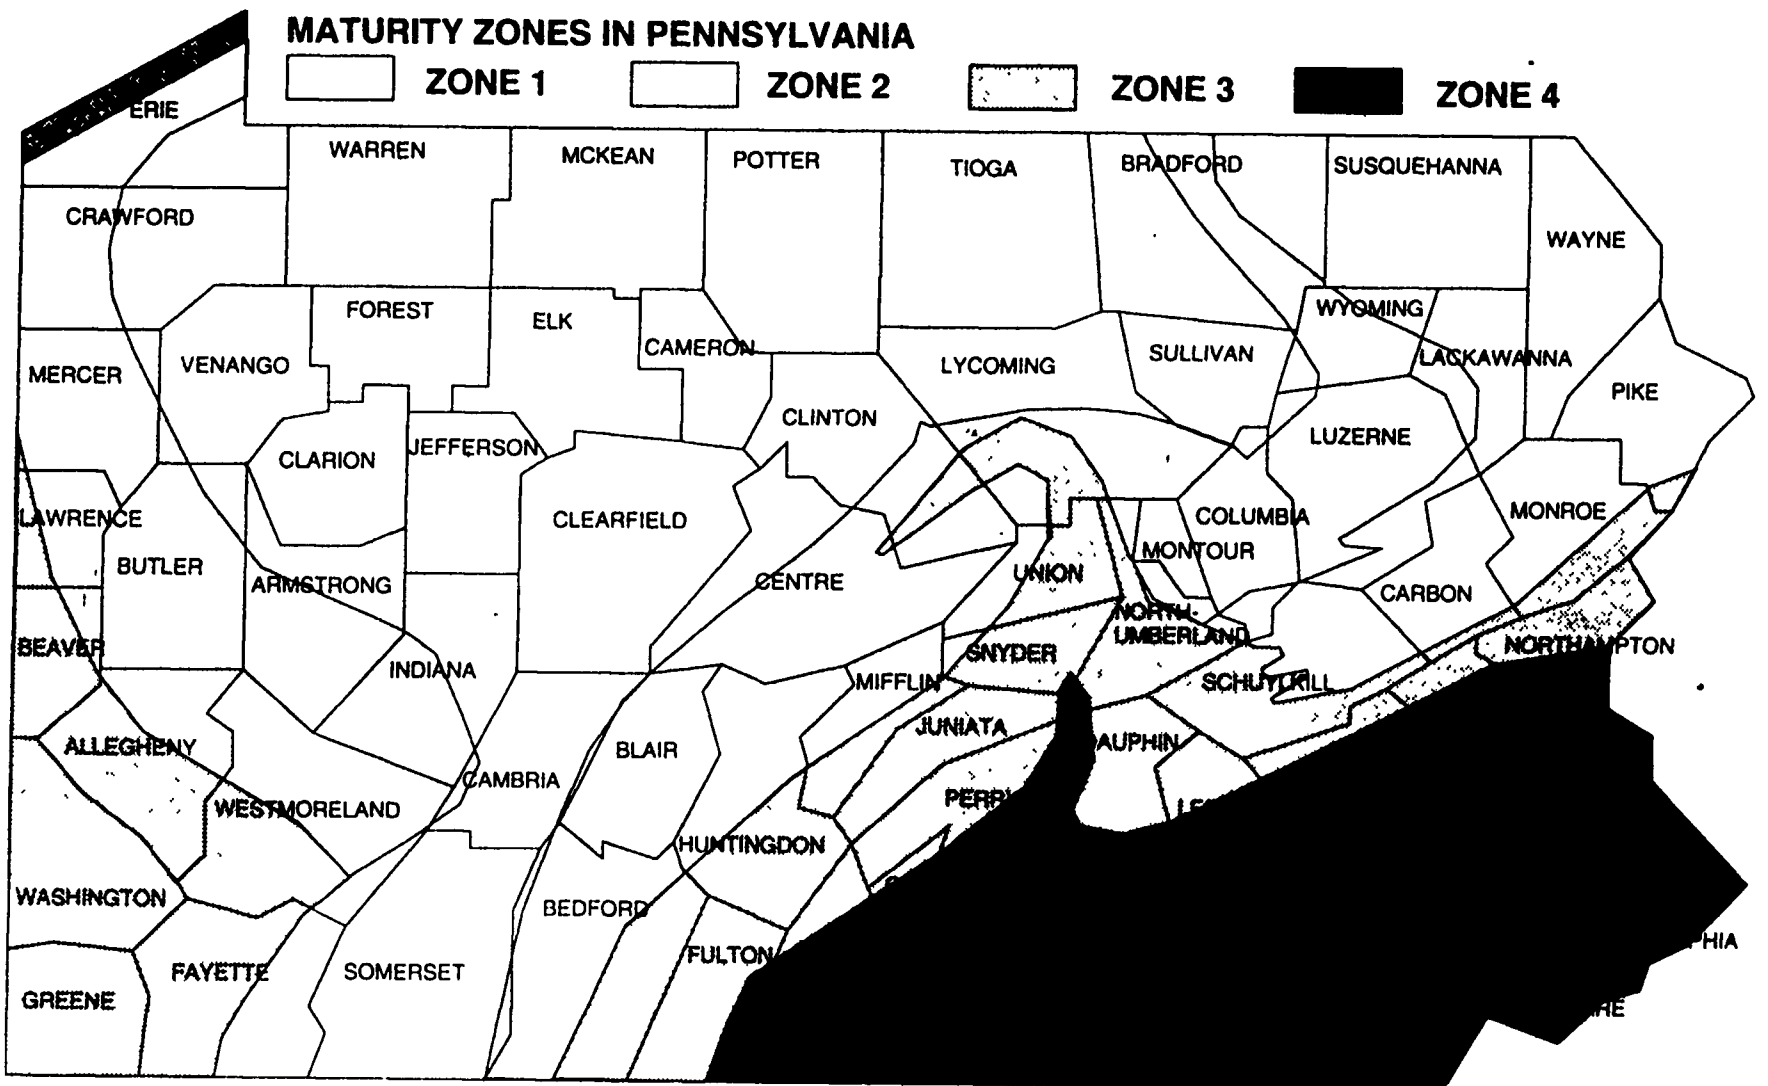 MATURITY ZONES IN PENNSYLVANIA
ZONE 1 ZONE 2 ZONE 3 ZONE 4
ERIE
WARREN MCKEAN POTTER TIOGA BRADFORD SUSQUEHANNA
CRAWFORD WAYNE
FOREST ELK WYOMING
MERCER VENANGO CAMERON LYCOMING SULLIVAN LACKAWANNA
PIKE
CLINTON
CLARION JEFFERSON LUZERNE
LAWRENCE CLEARFIELD COLUMBIA MONROE
BUTLER MONTOUR
ARMSTRONG CENTRE UNION CARBON
NORTH-
UMBERLAND
BEAVER INDIANA SNYDER NORTHAMPTON
MIFFLIN SCHUYLKILL
ALLEGHENY BLAIR JUNIATA AUPHIN
CAMBRIA
WESTMORELAND PERR
HUNTINGDON
WASHINGTON BEDFORD
FULTON PHIA
GREENE FAYETTE SOMERSET